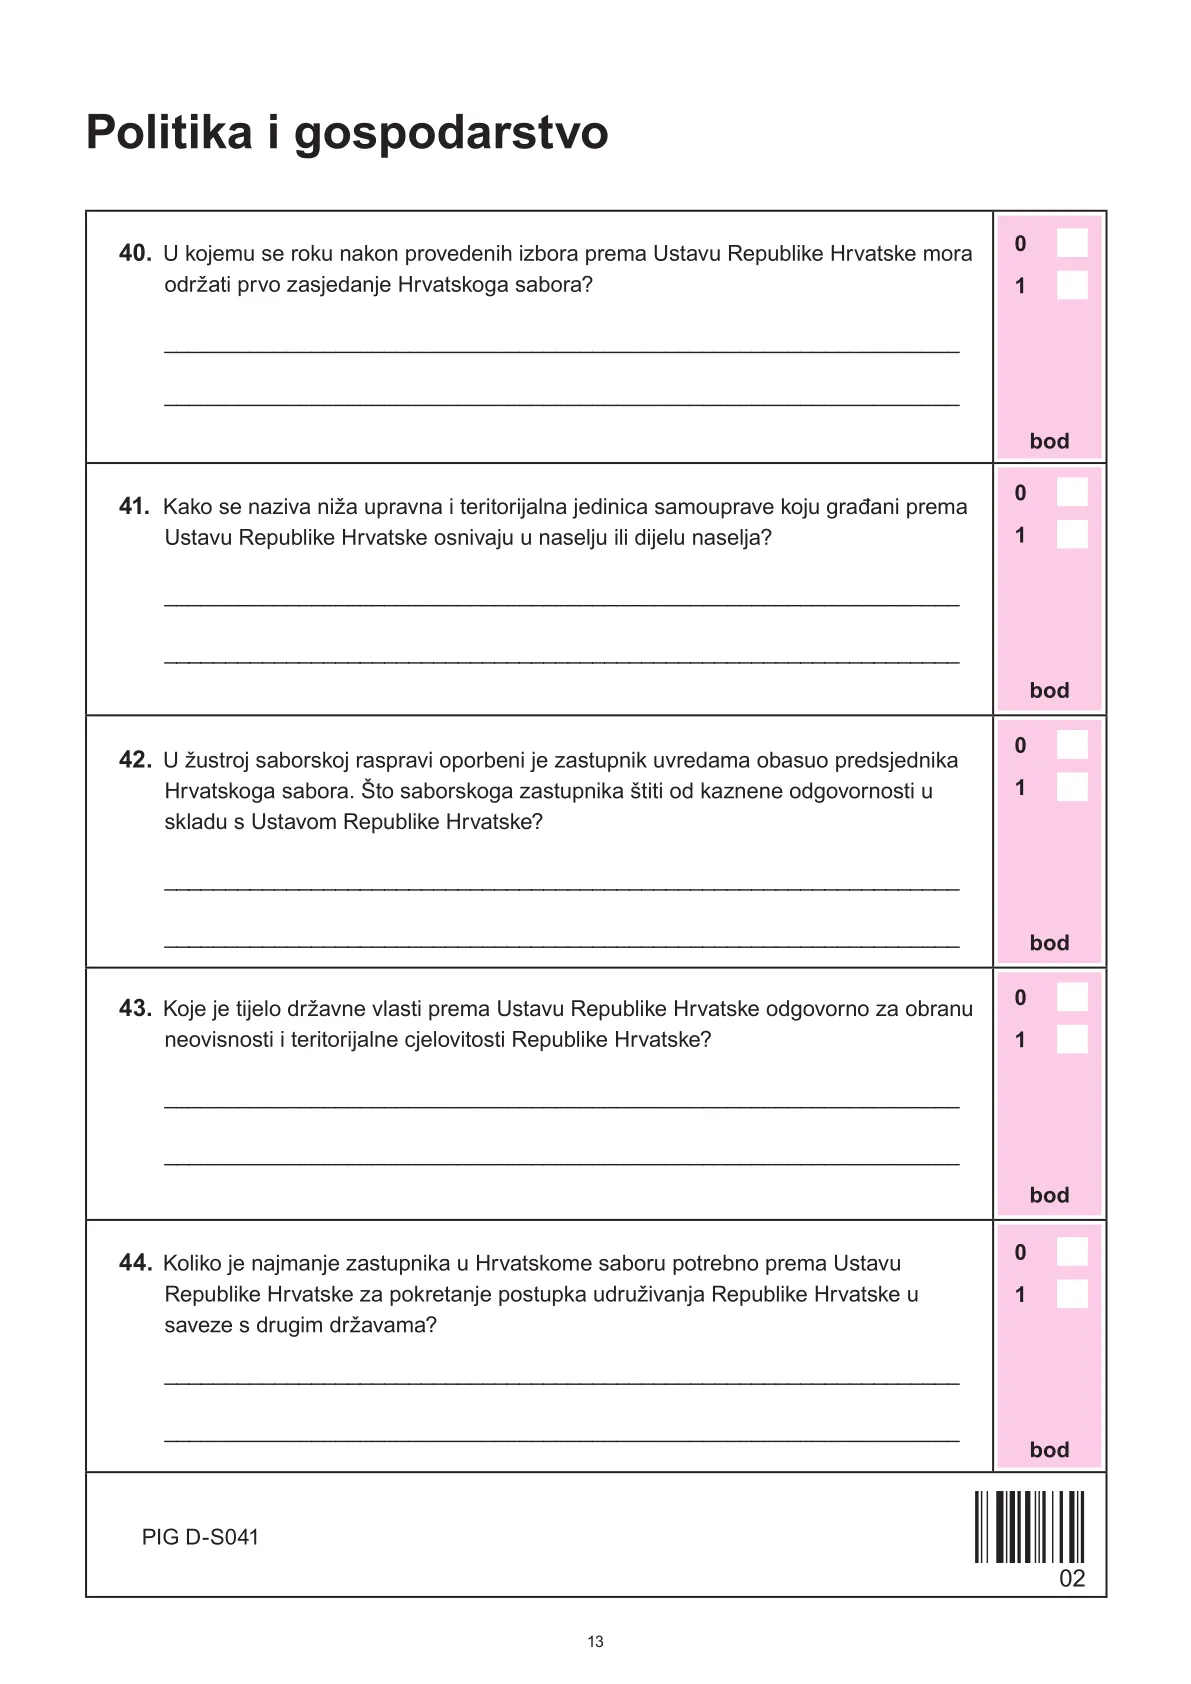 Politika i gospodarstvo
40. U kojemu se roku nakon provedenih izbora prema Ustavu Republike Hrvatske mora
održati prvo zasjedanje Hrvatskoga sabora?
0
1
bod
41. Kako se naziva niža upravna i teritorijalna jedinica samouprave koju građani prema
Ustavu Republike Hrvatske osnivaju u naselju ili dijelu naselja?
0
1
bod
42. U žustroj saborskoj raspravi oporbeni je zastupnik uvredama obasuo predsjednika
Hrvatskoga sabora. Što saborskoga zastupnika štiti od kaznene odgovornosti u
skladu s Ustavom Republike Hrvatske?
0
1
bod
43. Koje je tijelo državne vlasti prema Ustavu Republike Hrvatske odgovorno za obranu
neovisnosti i teritorijalne cjelovitosti Republike Hrvatske?
0
1
bod
44. Koliko je najmanje zastupnika u Hrvatskome saboru potrebno prema Ustavu
Republike Hrvatske za pokretanje postupka udruživanja Republike Hrvatske u
saveze s drugim državama?
0
1
bod
PIG D-S041
02
13